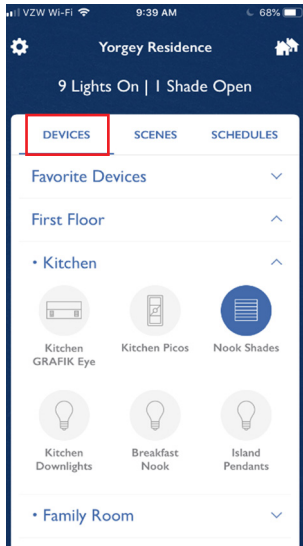 VZW Wi-Fi 9:39 AM 68%
Yorgey Residence
9 Lights On | 1 Shade Open
DEVICES SCENES SCHEDULES
Favorite Devices
First Floor
• Kitchen
Kitchen GRAFIK Eye
Kitchen Picos
Nook Shades
Kitchen Downlights
Breakfast Nook
Island Pendants
• Family Room